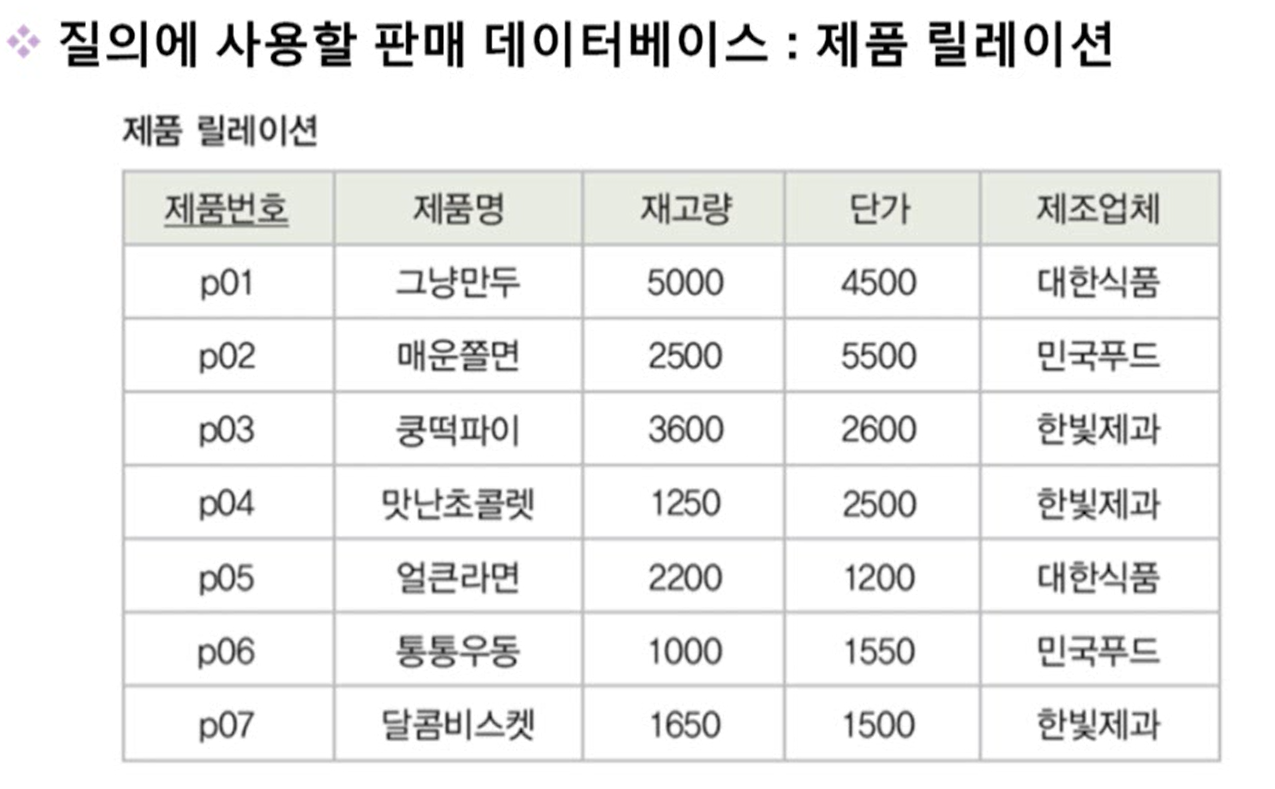 ❖ 질의에 사용할 판매 데이터베이스 : 제품 릴레이션
제품 릴레이션
제품번호 제품명 재고량 단가 제조업체
p01 그냥만두 5000 4500 대한식품
p02 매운쫄면 2500 5500 민국푸드
p03 쿵떡파이 3600 2600 한빛제과
p04 맛난초콜렛 1250 2500 한빛제과
p05 얼큰라면 2200 1200 대한식품
p06 통통우동 1000 1550 민국푸드
p07 달콤비스켓 1650 1500 한빛제과